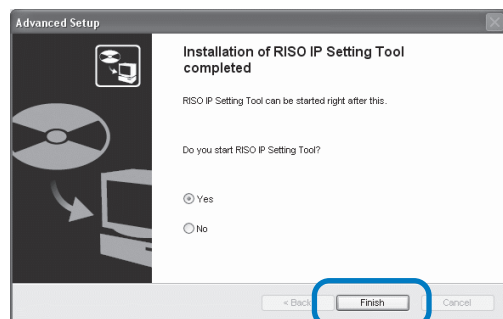 Advanced Setup
Installation of RISO IP Setting Tool
completed
RISO IP Setting Tool can be started right after this.
Do you start RISO IP Setting Tool?
Yes
No
< Back
Finish
Cancel